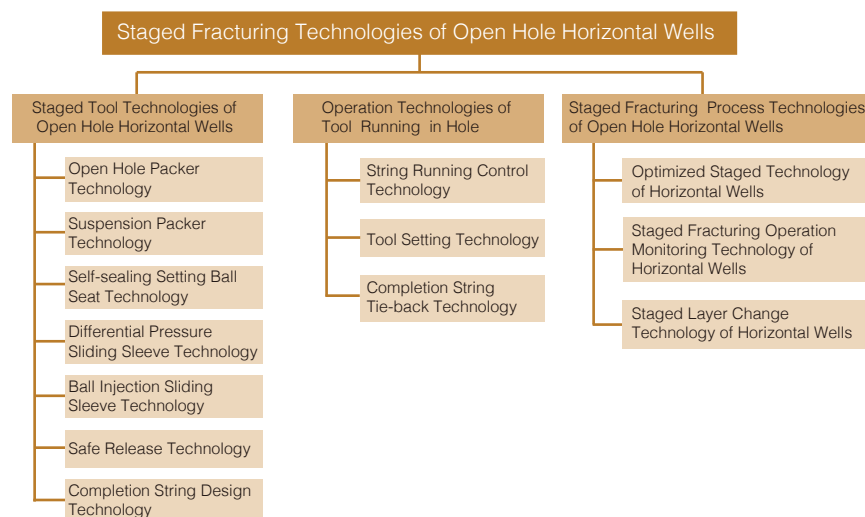 Staged Fracturing Technologies of Open Hole Horizontal Wells
Staged Tool Technologies of
Open Hole Horizontal Wells
Open Hole Packer
Technology
Suspension Packer
Technology
Self-sealing Setting Ball
Seat Technology
Differential Pressure
Sliding Sleeve Technology
Ball Injection Sliding
Sleeve Technology
Safe Release Technology
Completion String Design
Technology
Operation Technologies of
Tool Running in Hole
String Running Control
Technology
Tool Setting Technology
Completion String
Tie-back Technology
Staged Fracturing Process Technologies
of Open Hole Horizontal Wells
Optimized Staged Technology
of Horizontal Wells
Staged Fracturing Operation
Monitoring Technology of
Horizontal Wells
Staged Layer Change
Technology of Horizontal Wells